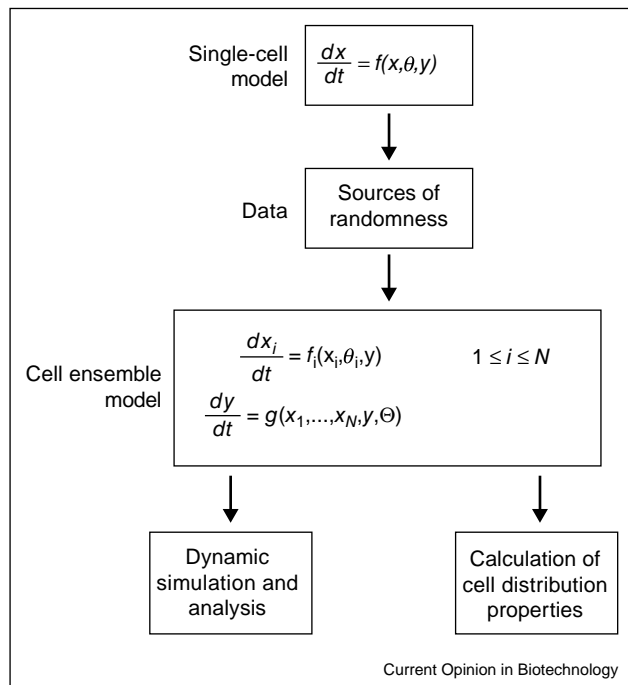 Single-cell
model
dx/dt = f(x,θ,y)
Data
Sources of
randomness
Cell ensemble
model
dx_i/dt = f_i(x_i,θ_i,y) 1 ≤ i ≤ N
dy/dt = g(x_1,...,x_N,y,Θ)
Dynamic
simulation and
analysis
Calculation of
cell distribution
properties
Current Opinion in Biotechnology